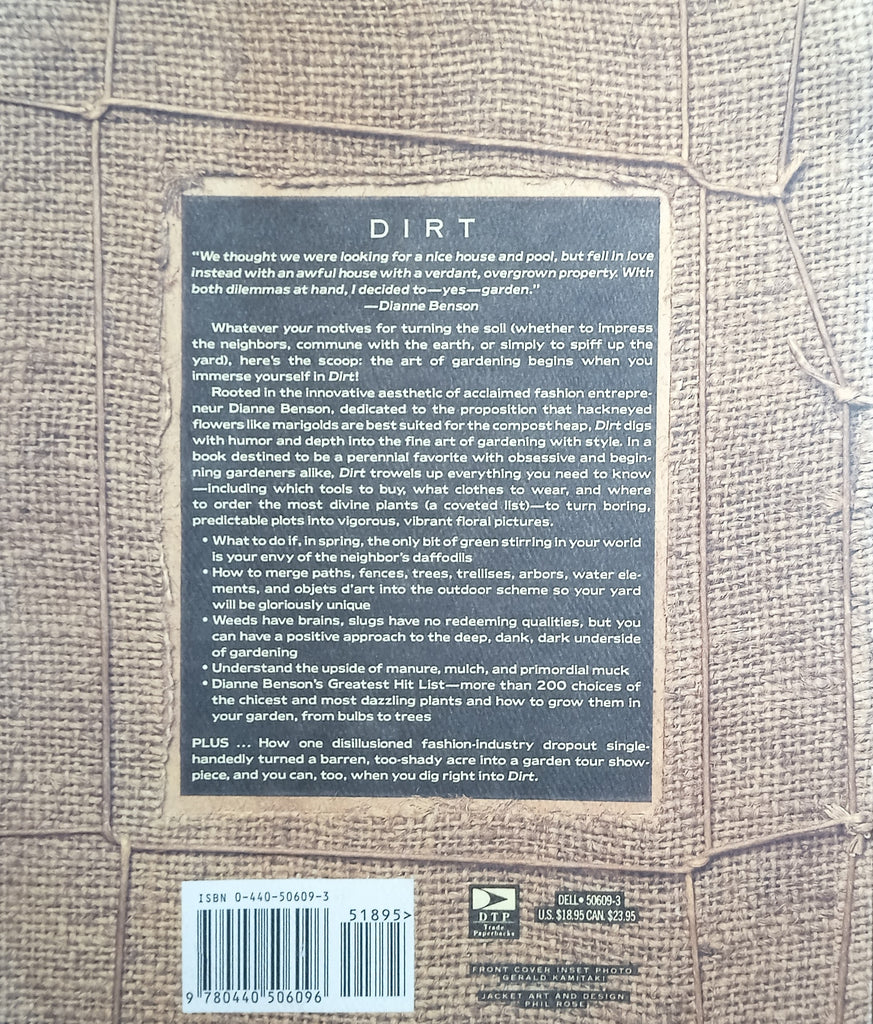 DIRT
"We thought we were looking for a nice house and pool, but fell in love
instead with an awful house with a verdant, overgrown property. With
both dilemmas at hand, I decided to—yes—garden."
—Dianne Benson
Whatever your motives for turning the soil (whether to impress
the neighbors, commune with the earth, or simply to spiff up the
yard), here's the scoop: the art of gardening begins when you
immerse yourself in Dirt!
Rooted in the innovative aesthetic of acclaimed fashion entrepre-
neur Dianne Benson, dedicated to the proposition that hackneyed
flowers like marigolds are best suited for the compost heap, Dirt digs
with humor and depth into the fine art of gardening with style. In a
book destined to be a perennial favorite with obsessive and begin-
ning gardeners alike, Dirt trowels up everything you need to know
—including which tools to buy, what clothes to wear, and where
to order the most divine plants (a coveted list)—to turn boring,
predictable plots into vigorous, vibrant floral pictures.
• What to do if, in spring, the only bit of green stirring in your world
is your envy of the neighbor's daffodils
• How to merge paths, fences, trees, trellises, arbors, water ele-
ments, and objets d'art into the outdoor scheme so your yard
will be gloriously unique
• Weeds have brains, slugs have no redeeming qualities, but you
can have a positive approach to the deep, dank, dark underside
of gardening
• Understand the upside of manure, mulch, and primordial muck
• Dianne Benson's Greatest Hit List—more than 200 choices of
the chicest and most dazzling plants and how to grow them in
your garden, from bulbs to trees
PLUS ... How one disillusioned fashion-industry dropout single-
handedly turned a barren, too-shady acre into a garden tour show-
piece, and you can, too, when you dig right into Dirt.
ISBN 0-440-50609-3
51895>
9 780440 506096
DTP
Trade
Paperbacks
DELL• 50609-3
U.S. $18.95 CAN. $23.95
FRONT COVER INSET PHOTO
GERALD KAMITAKI
JACKET ART AND DESIGN
PHIL ROSE